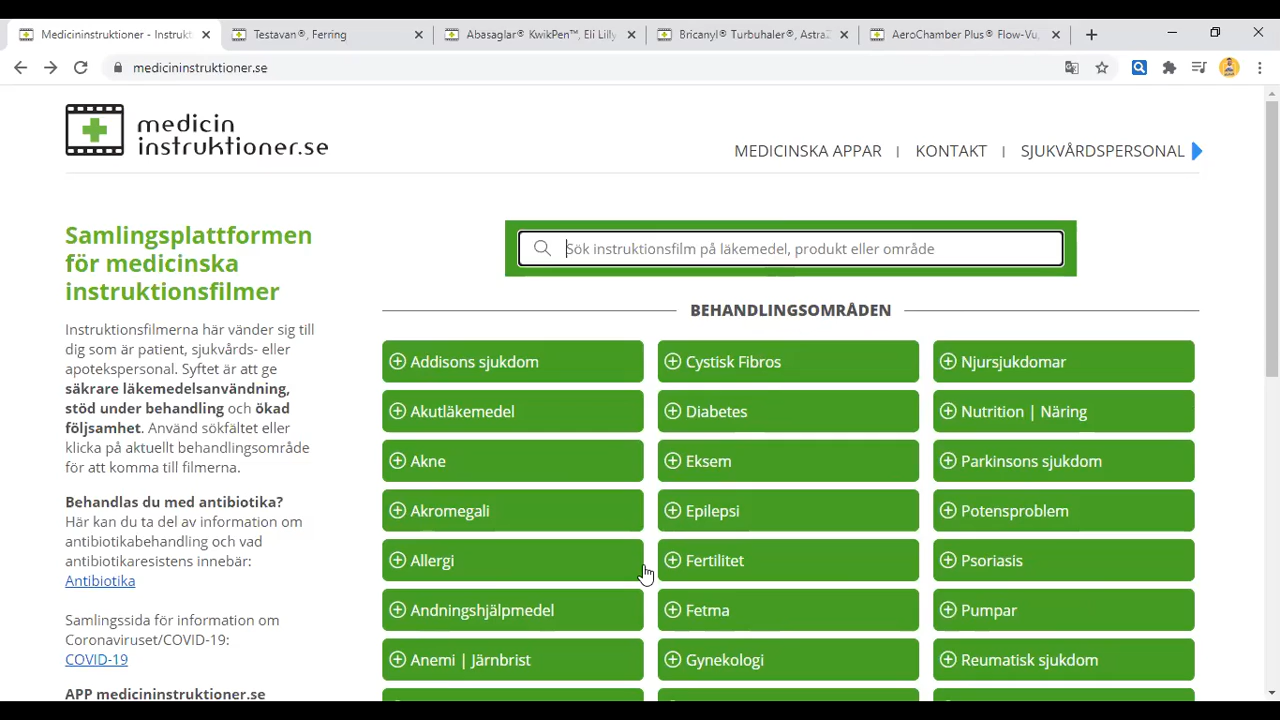 Medicininstruktioner - Instrukt
Testavan®, Ferring
Abasaglar® KwikPen™, Eli Lilly
Bricanyl® Turbuhaler®, AstraZ
AeroChamber Plus® Flow-Vu,
medicininstruktioner.se
medicin
instruktioner.se
MEDICINSKA APPAR | KONTAKT | SJUKVÅRDSPERSONAL
Samlingsplattformen
för medicinska
instruktionsfilmer
Instruktionsfilmerna här vänder sig till
dig som är patient, sjukvårds- eller
apotekspersonal. Syftet är att ge
säkrare läkemedelsanvändning,
stöd under behandling och ökad
följsamhet. Använd sökfältet eller
klicka på aktuellt behandlingsområde
för att komma till filmerna.
Behandlas du med antibiotika?
Här kan du ta del av information om
antibiotikabehandling och vad
antibiotikaresistens innebär:
Antibiotika
Samlingssida för information om
Coronaviruset/COVID-19:
COVID-19
APP medicininstruktioner.se
Sök instruktionsfilm på läkemedel, produkt eller område
BEHANDLINGSOMRÅDEN
Addisons sjukdom
Cystisk Fibros
Njursjukdomar
Akutläkemedel
Diabetes
Nutrition | Näring
Akne
Eksem
Parkinsons sjukdom
Akromegali
Epilepsi
Potensproblem
Allergi
Fertilitet
Psoriasis
Andningshjälpmedel
Fetma
Pumpar
Anemi | Järnbrist
Gynekologi
Reumatisk sjukdom